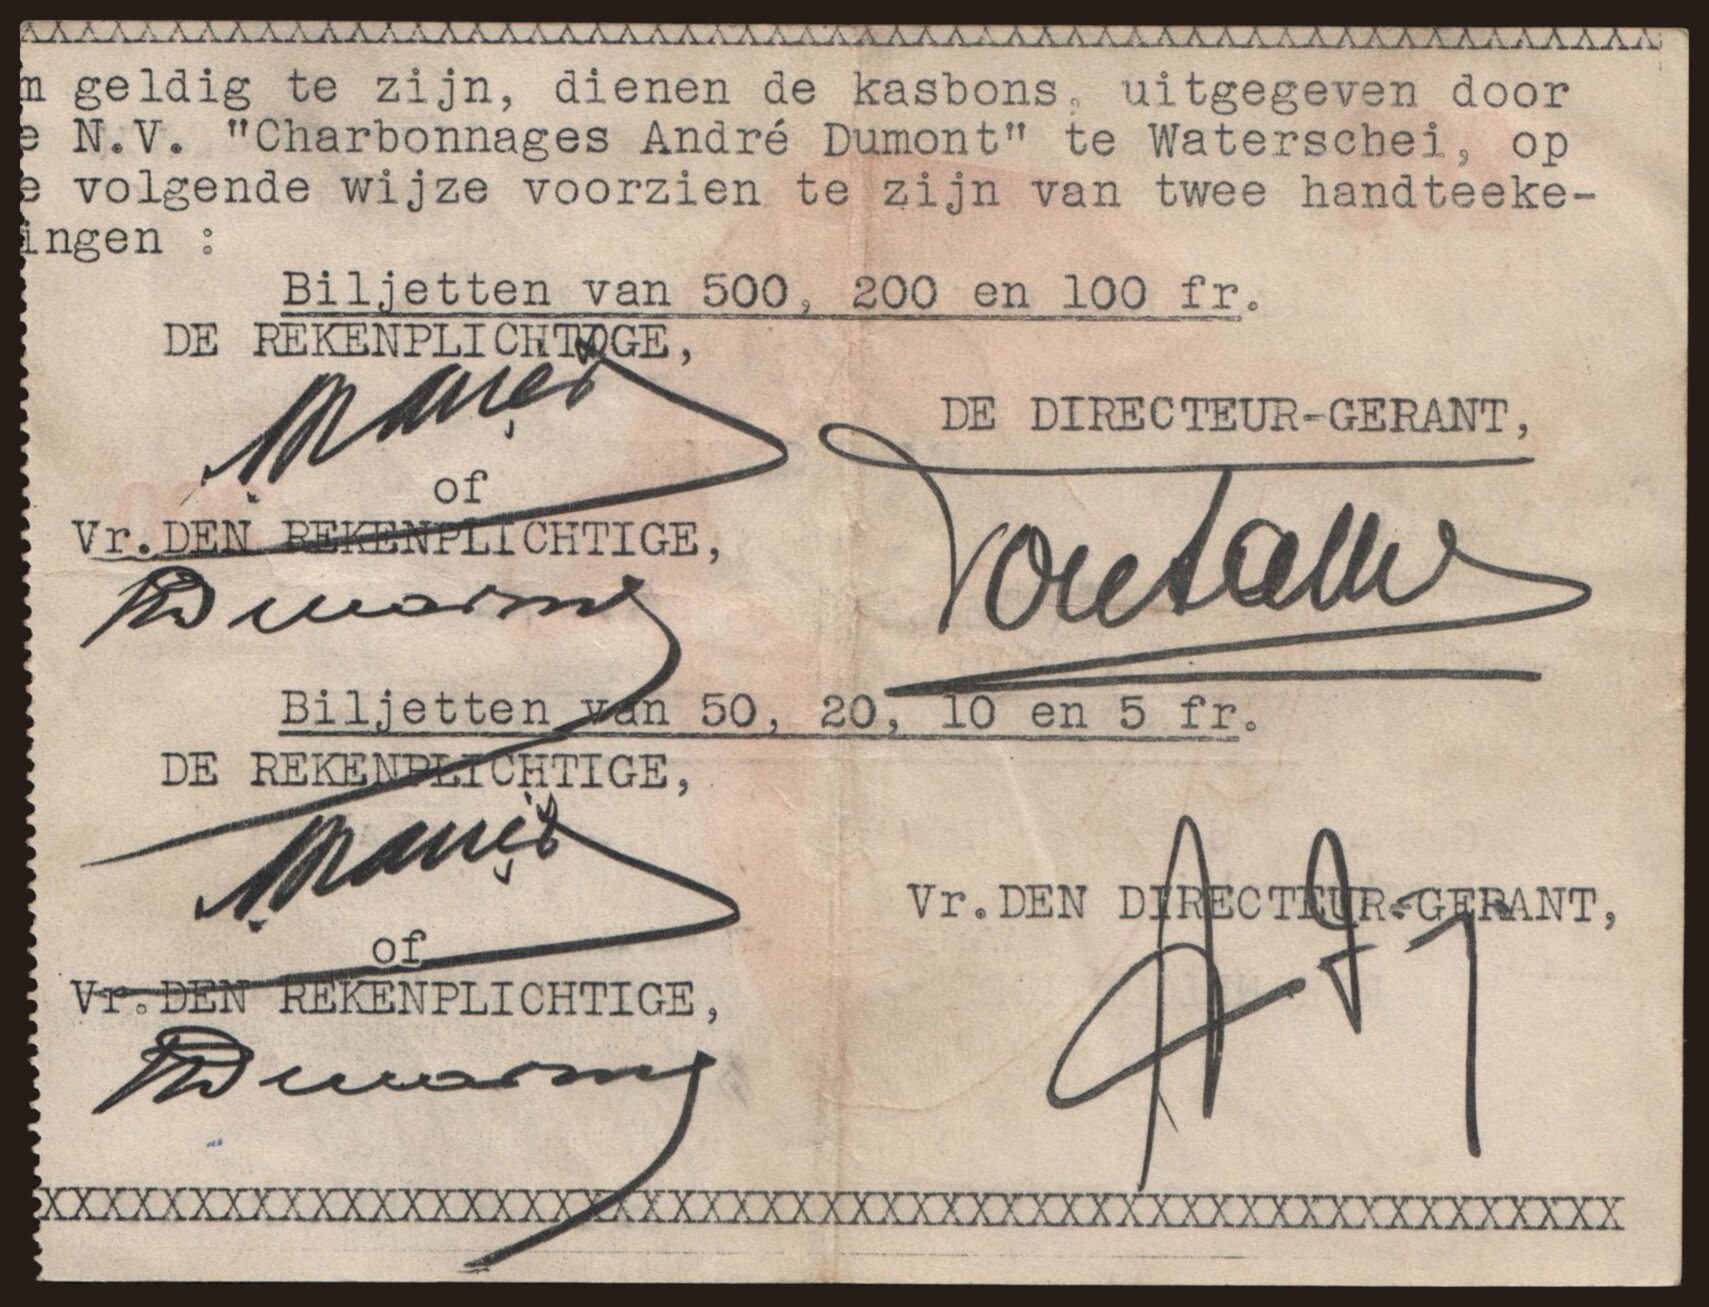 XXXXXXXXXXXXXXXXXXXXXXXXXXXXXXXXXXXXXXXXXXXXXXXXXXXXXX
m geldig te zijn, dienen de kasbons, uitgegeven door
e N.V. "Charbonnages André Dumont" te Waterschei, op
e volgende wijze voorzien te zijn van twee handteeke-
ingen :
Biljetten van 500, 200 en 100 fr.
DE REKENPLICHTIGE,
DE DIRECTEUR-GERANT,
of
Vr.DEN REKENPLICHTIGE,
Biljetten van 50, 20, 10 en 5 fr.
DE REKENPLICHTIGE,
Vr.DEN DIRECTEUR-GERANT,
of
Vr.DEN REKENPLICHTIGE,
XXXXXXXXXXXXXXXXXXXXXXXXXXXXXXXXXXXXXXXXXXXXXXXXXXXXXX